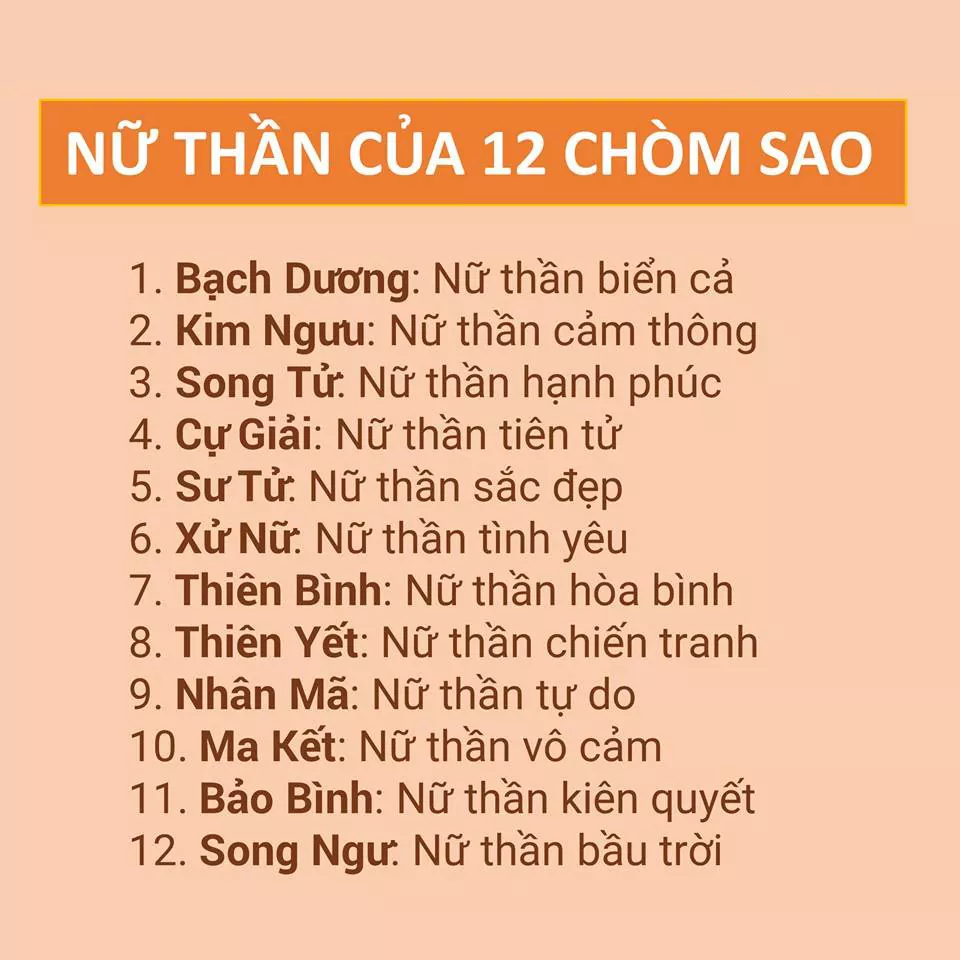 NỮ THẦN CỦA 12 CHÒM SAO
1. Bạch Dương: Nữ thần biển cả
2. Kim Ngưu: Nữ thần cảm thông
3. Song Tử: Nữ thần hạnh phúc
4. Cự Giải: Nữ thần tiên tử
5. Sư Tử: Nữ thần sắc đẹp
6. Xử Nữ: Nữ thần tình yêu
7. Thiên Bình: Nữ thần hòa bình
8. Thiên Yết: Nữ thần chiến tranh
9. Nhân Mã: Nữ thần tự do
10. Ma Kết: Nữ thần vô cảm
11. Bảo Bình: Nữ thần kiên quyết
12. Song Ngư: Nữ thần bầu trời